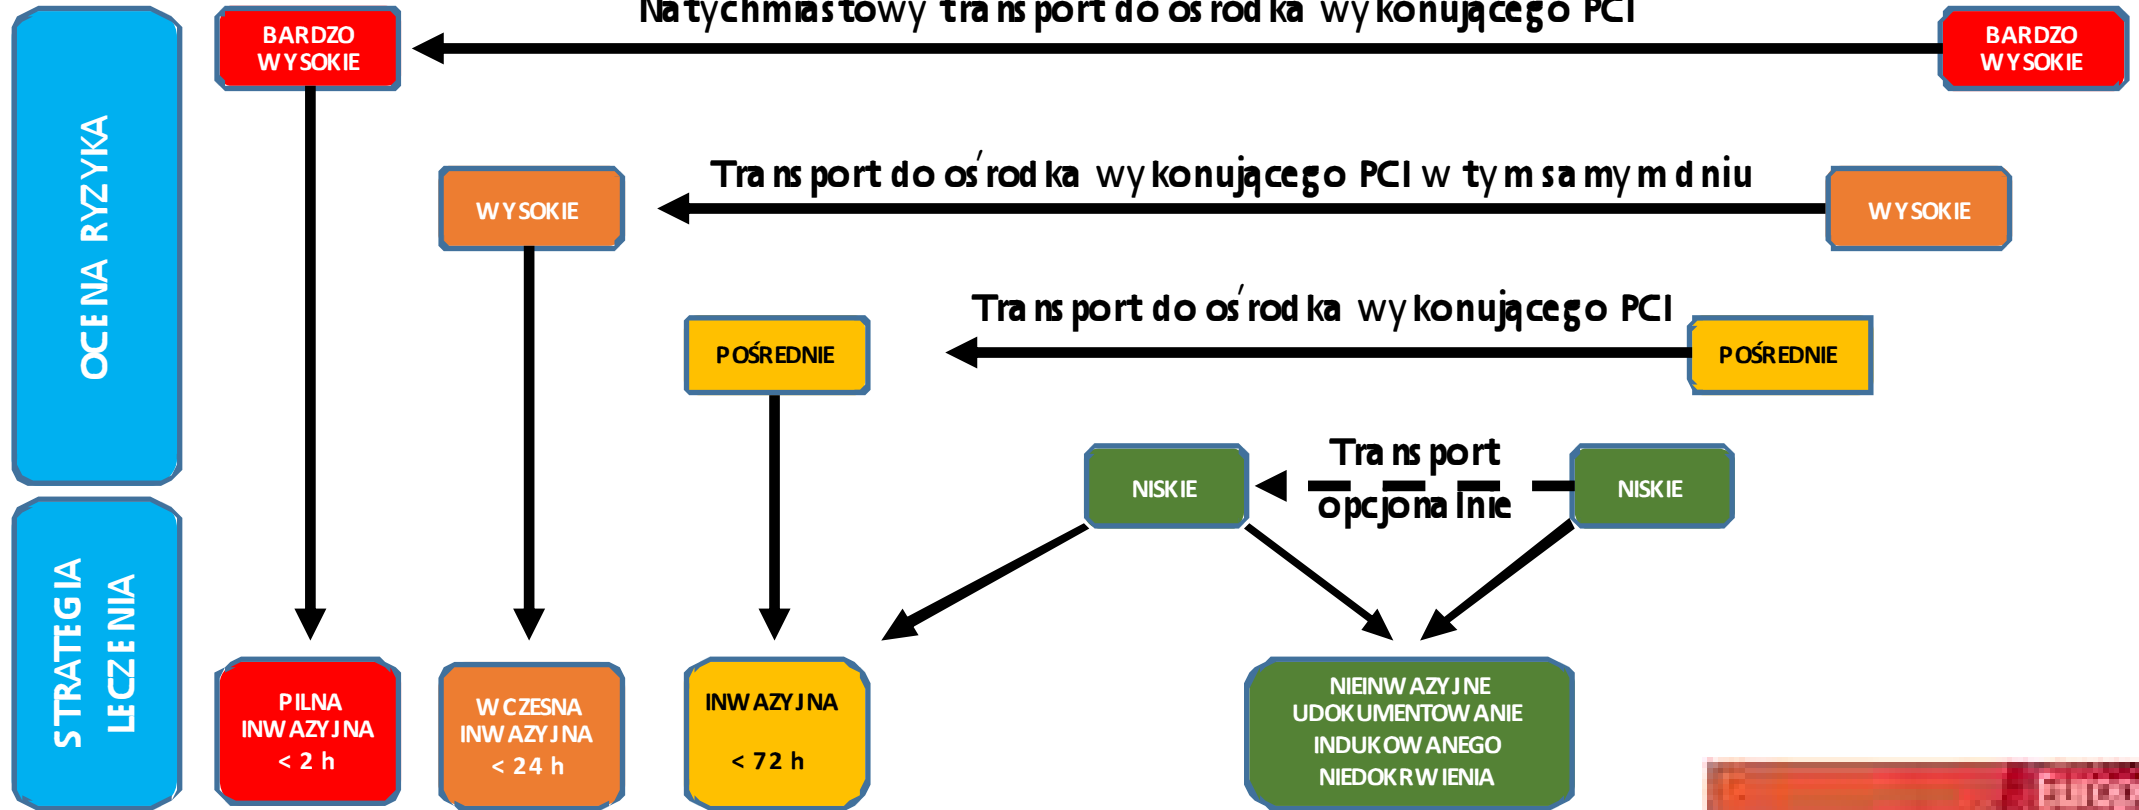 Natychmiastowy transport do ośrodka wykonującego PCI
BARDZO
WYSOKIE
BARDZO
WYSOKIE
OCENA RYZYKA
Transport do ośrodka wykonującego PCI w tym samym dniu
WYSOKIE
WYSOKIE
Transport do ośrodka wykonującego PCI
POŚREDNIE
POŚREDNIE
Transport
opcjonalnie
NISKIE
NISKIE
STRATEGIA
LECZENIA
PILNA
INWAZYJNA
< 2 h
WCZESNA
INWAZYJNA
< 24 h
INWAZYJNA
< 72 h
NIEINWAZYJNE
UDOKUMENTOWANIE
INDUKOWANEGO
NIEDOKRWIENIA